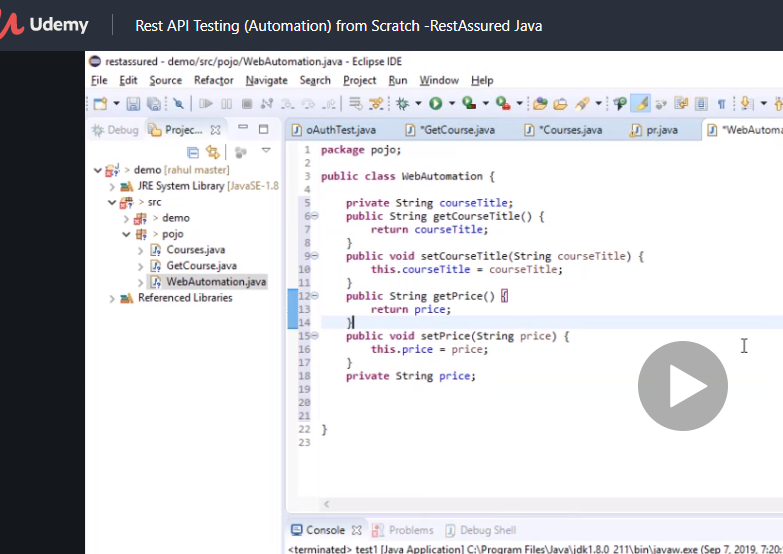 Udemy Rest API Testing (Automation) from Scratch -RestAssured Java
restassured - demo/src/pojo/WebAutomation.java - Eclipse IDE
File Edit Source Refactor Navigate Search Project Run Window Help
Debug Projec...
oAuthTest.java *GetCourse.java *Courses.java pr.java *WebAutoma
> demo [rahul master]
JRE System Library [JavaSE-1.8
> src
> demo
> pojo
Courses.java
GetCourse.java
WebAutomation.java
Referenced Libraries
1 package pojo;
2
3 public class WebAutomation {
4
5 private String courseTitle;
6 public String getCourseTitle() {
7 return courseTitle;
8 }
9 public void setCourseTitle(String courseTitle) {
10 this.courseTitle = courseTitle;
11 }
12 public String getPrice() {
13 return price;
14 }
15 public void setPrice(String price) {
16 this.price = price;
17 }
18 private String price;
19
20
21
22 }
23
Console Problems Debug Shell
<terminated> test1 [Java Application] C:\Program Files\Java\jdk1.8.0_211\bin\javaw.exe (Sep 7, 2019, 7:20: